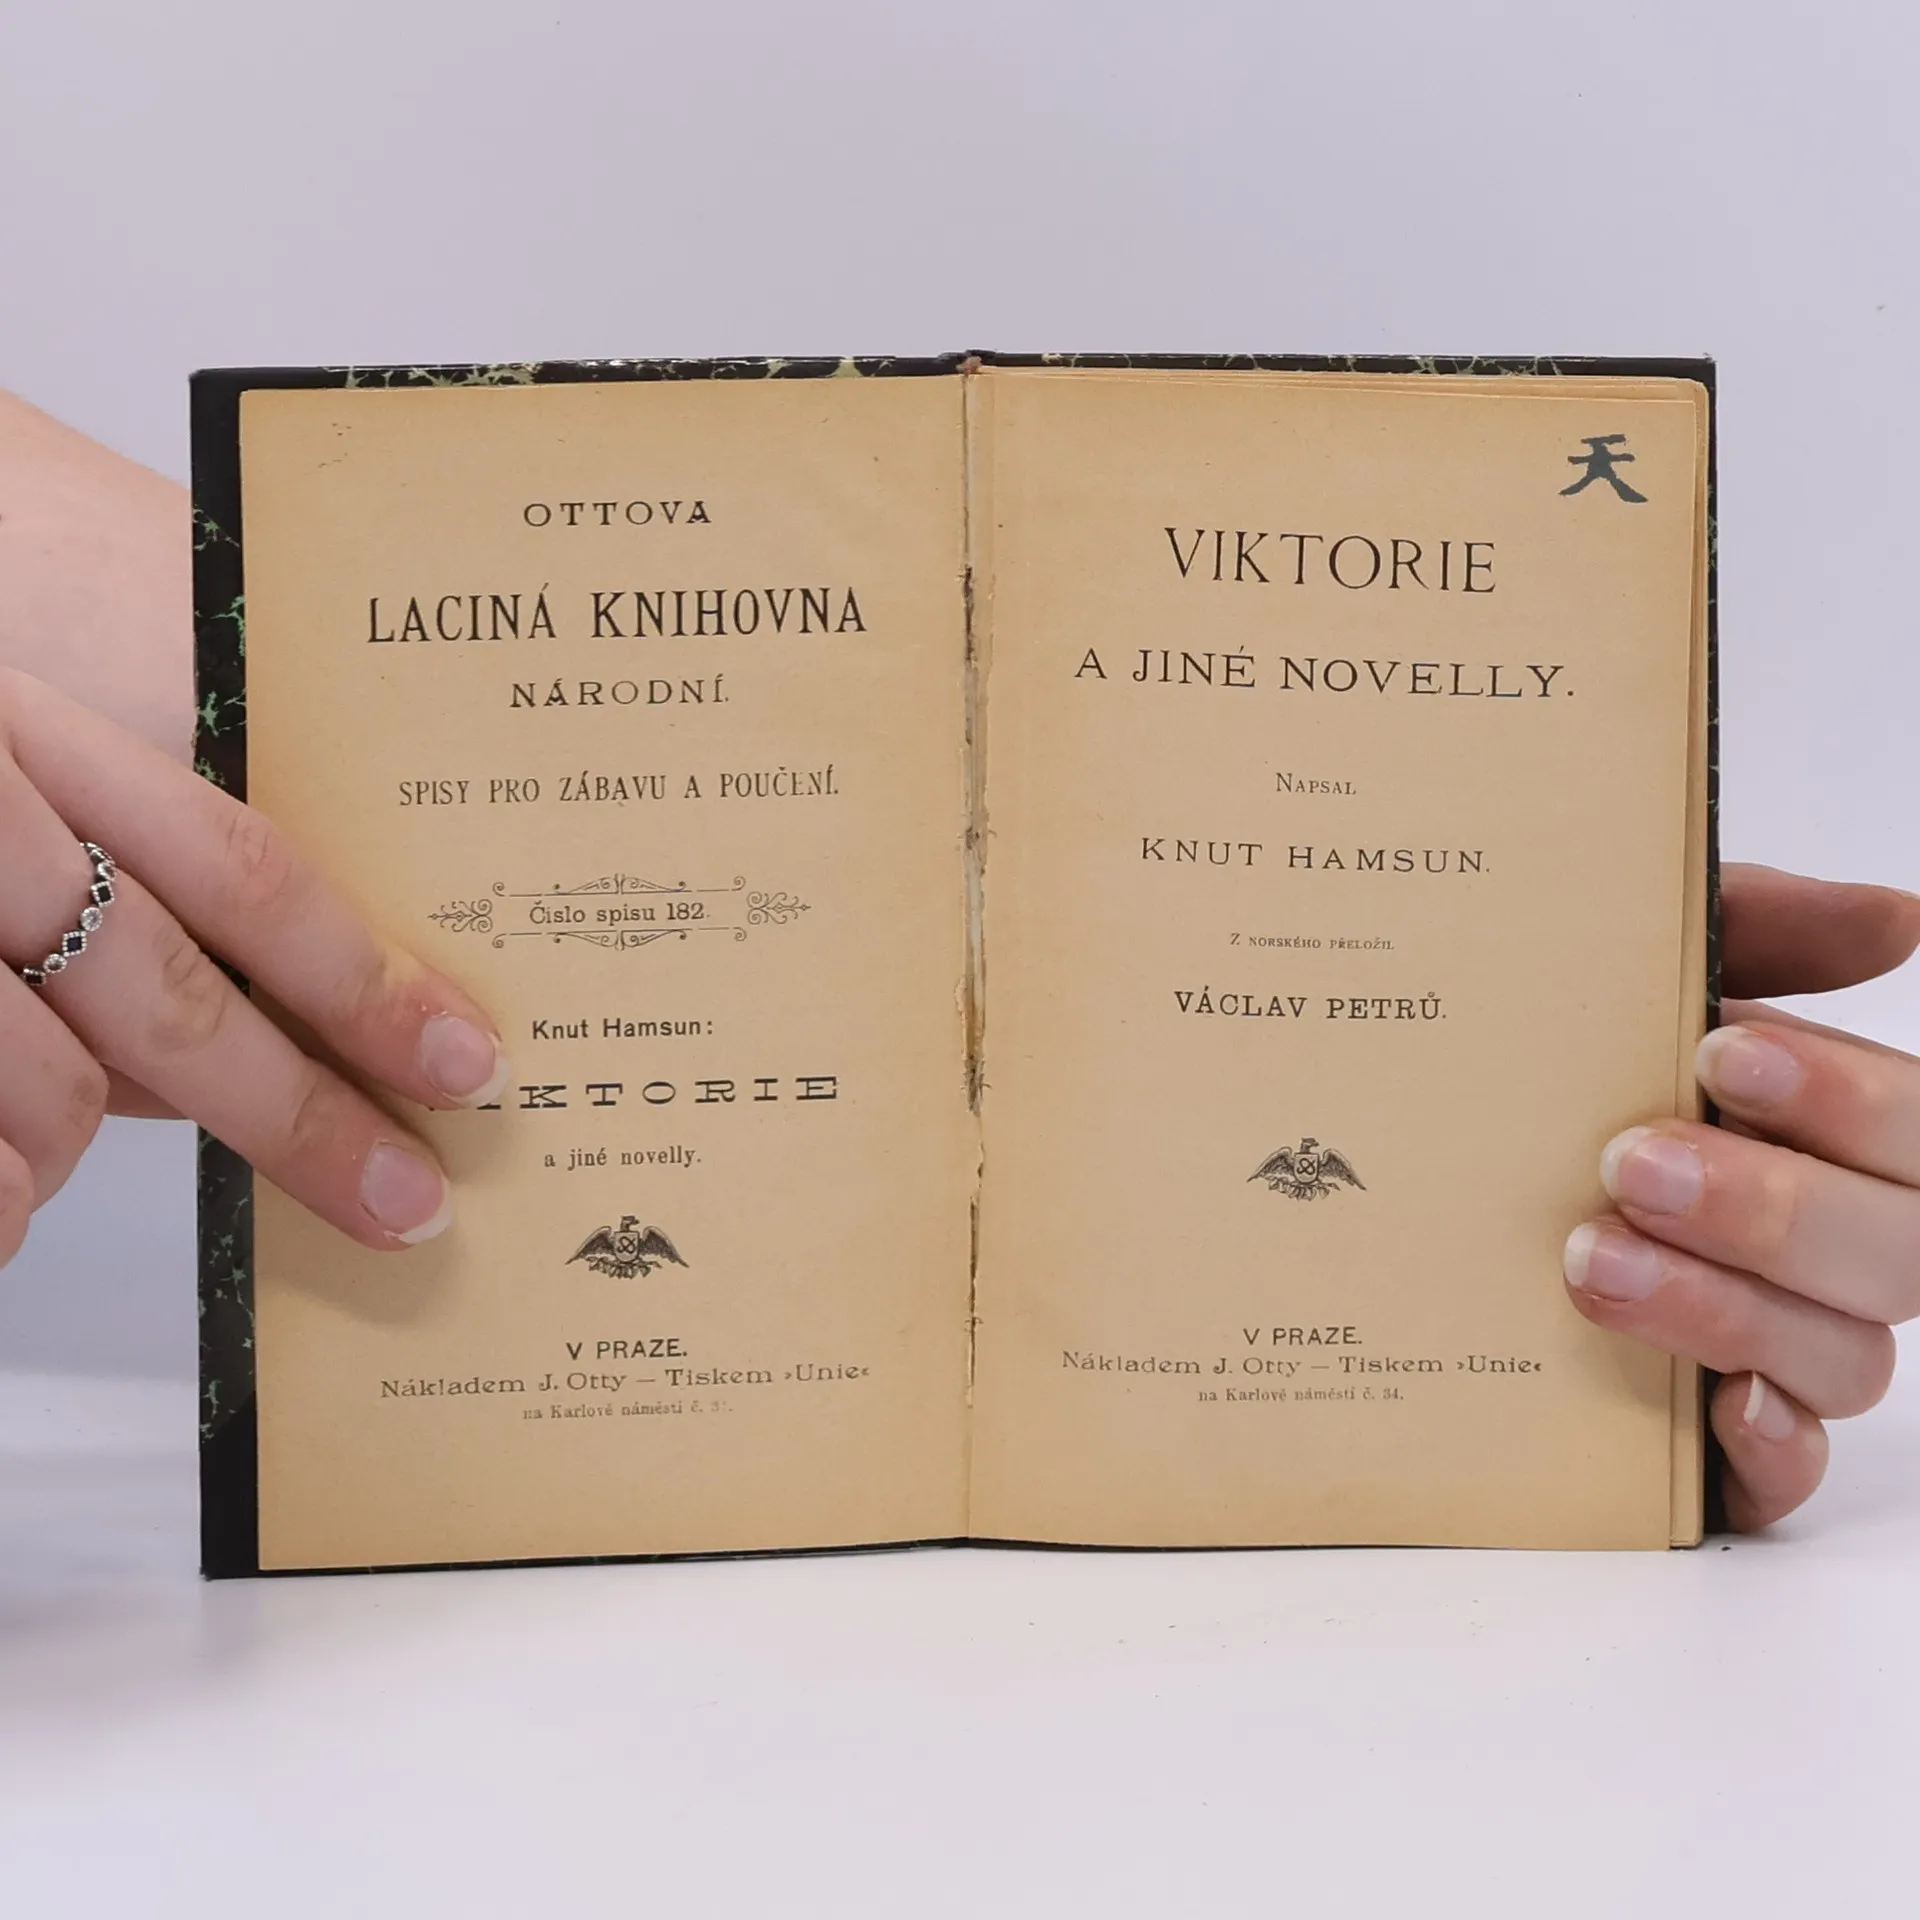 OTTOVA
LACINÁ KNIHOVNA
NÁRODNÍ.
SPISY PRO ZÁBAVU A POUČENÍ.
Číslo spisu 182.
Knut Hamsun:
a jiné novelly.
V PRAZE.
Nákladem J. Otty — Tiskem »Unie«
na Karlově náměstí č.
天
VIKTORIE
A JINÉ NOVELLY.
NAPSAL
KNUT HAMSUN.
Z NORSKÉHO PŘELOŽIL
VÁCLAV PETRŮ.
V PRAZE.
Nákladem J. Otty — Tiskem »Unie«
na Karlově náměstí č. 34.